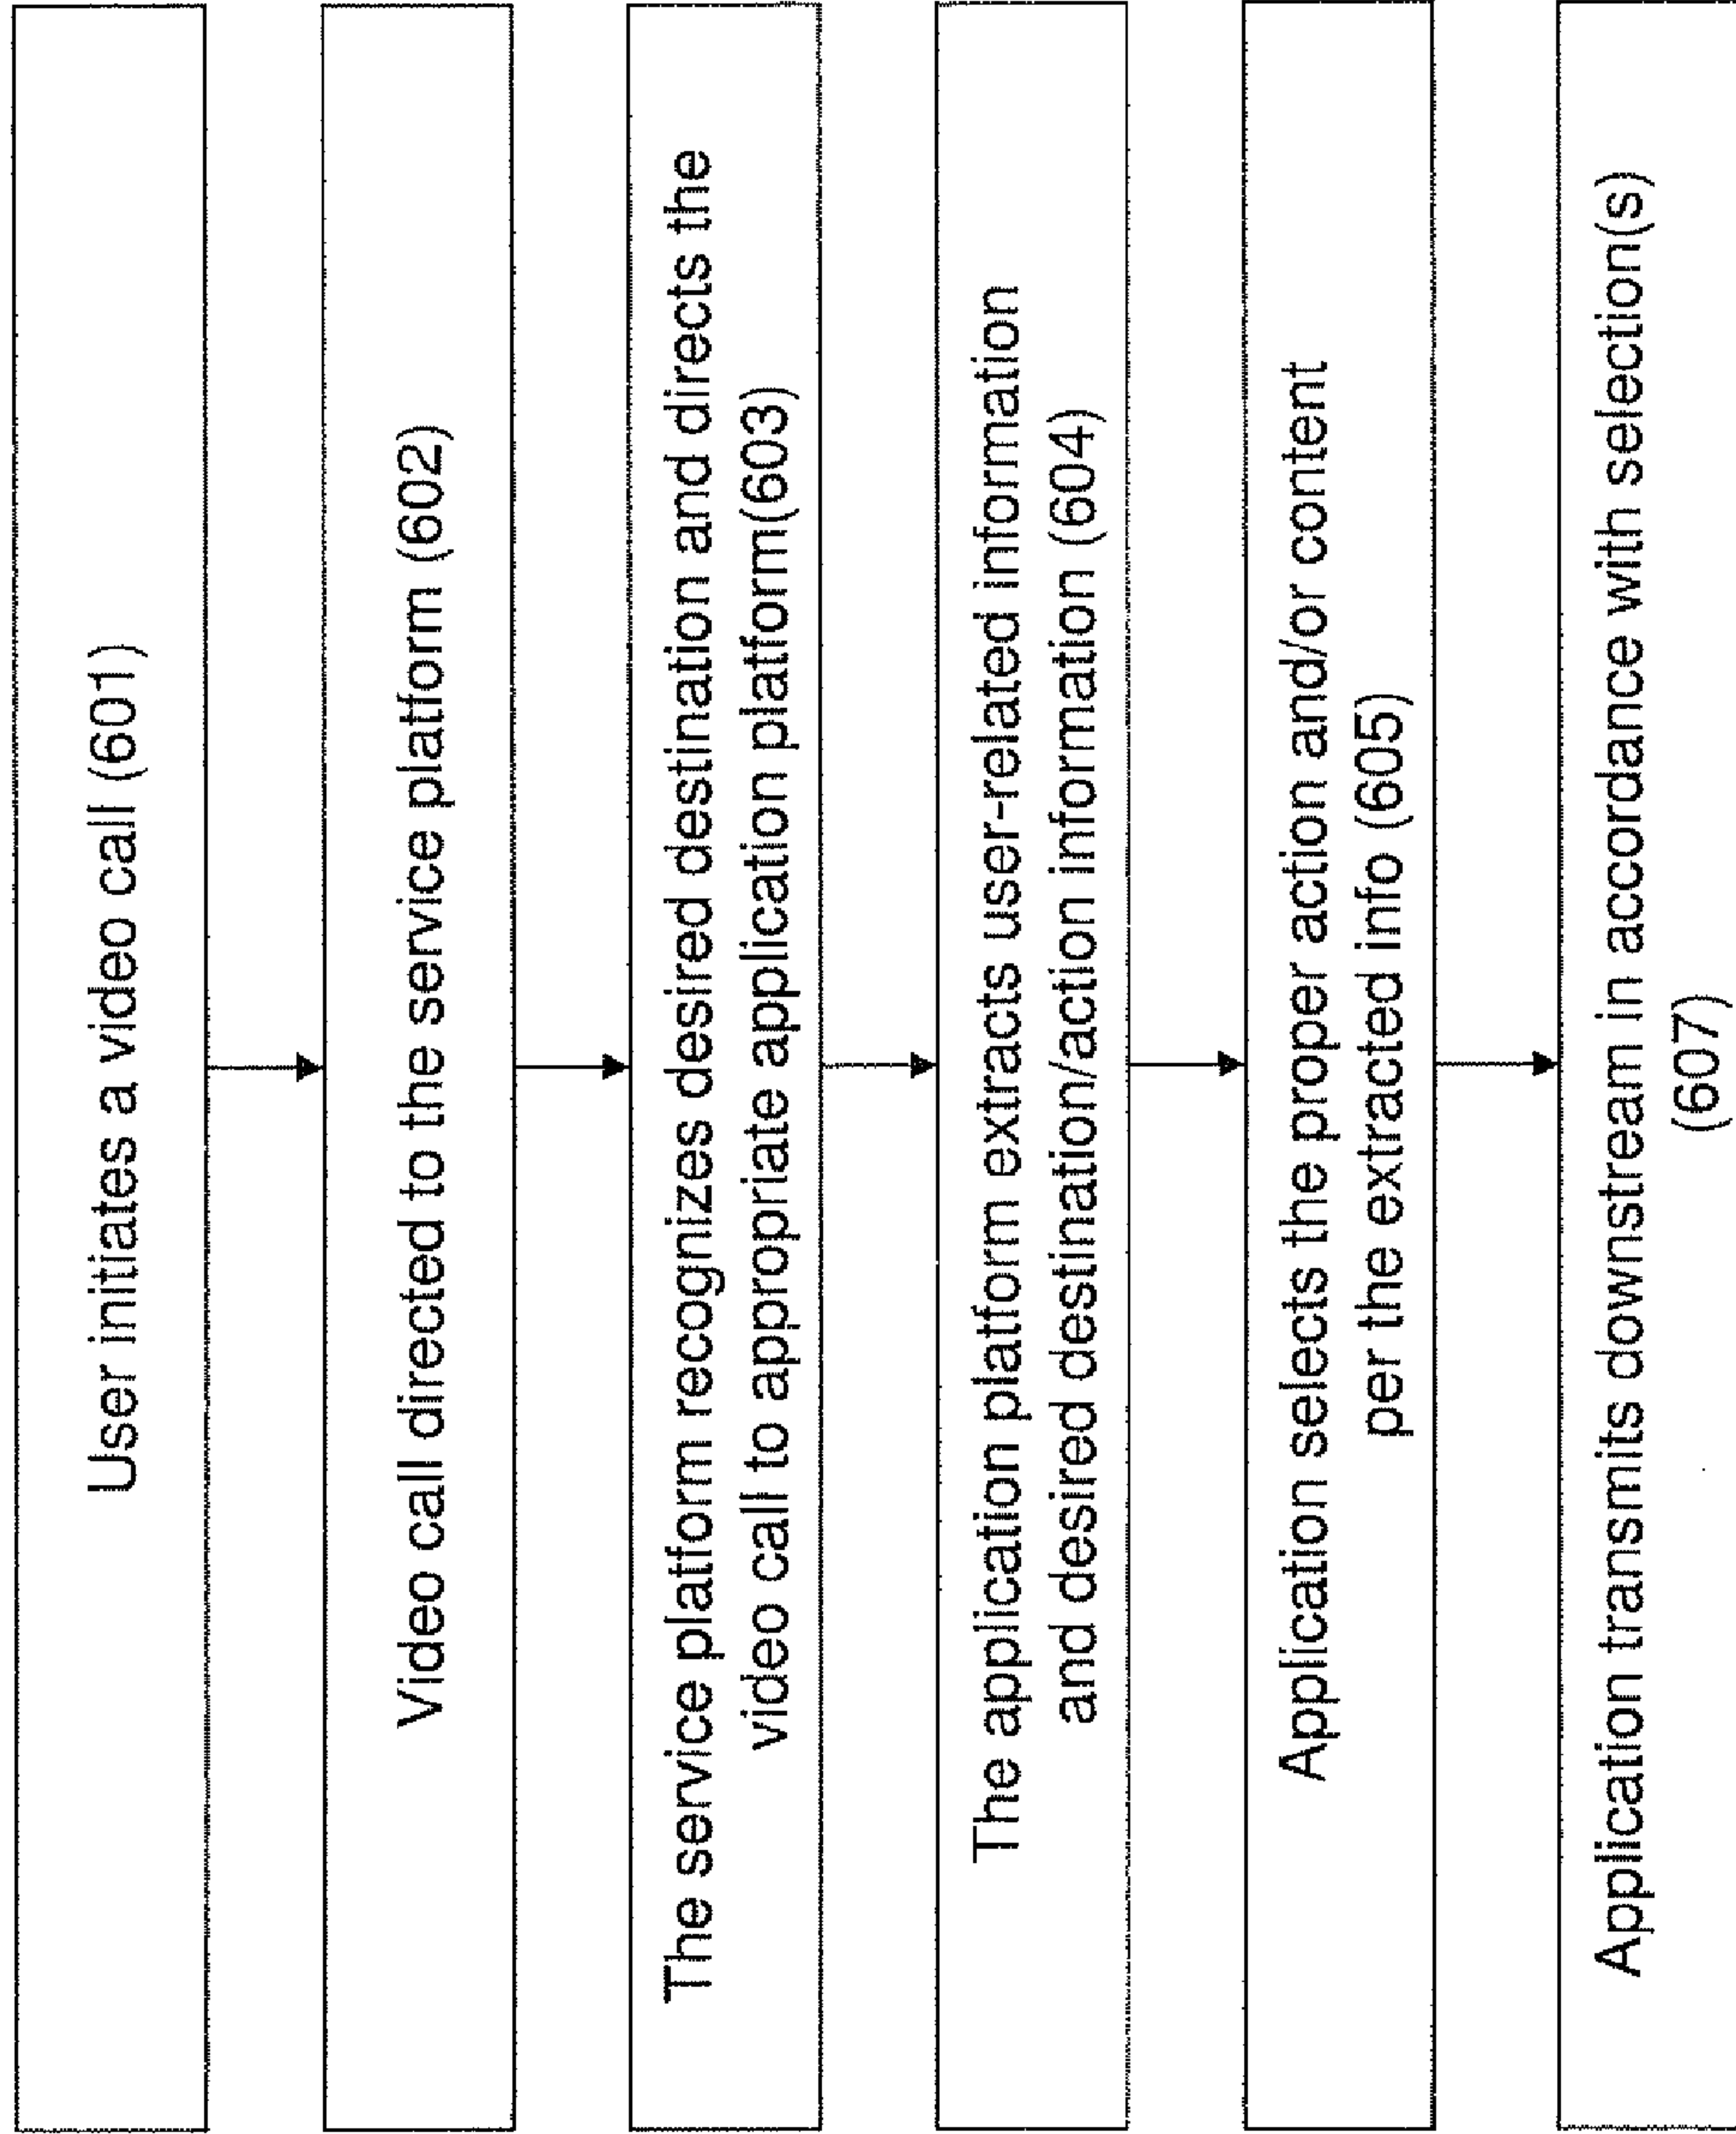 User initiates a video call (601)
Video call directed to the service platform (602)
The service platform recognizes desired destination and directs the
video call to appropriate application platform(603)
The application platform extracts user-related information
and desired destination/action information (604)
Application selects the proper action and/or content
per the extracted info (605)
Application transmits downstream in accordance with selection(s)
(607)